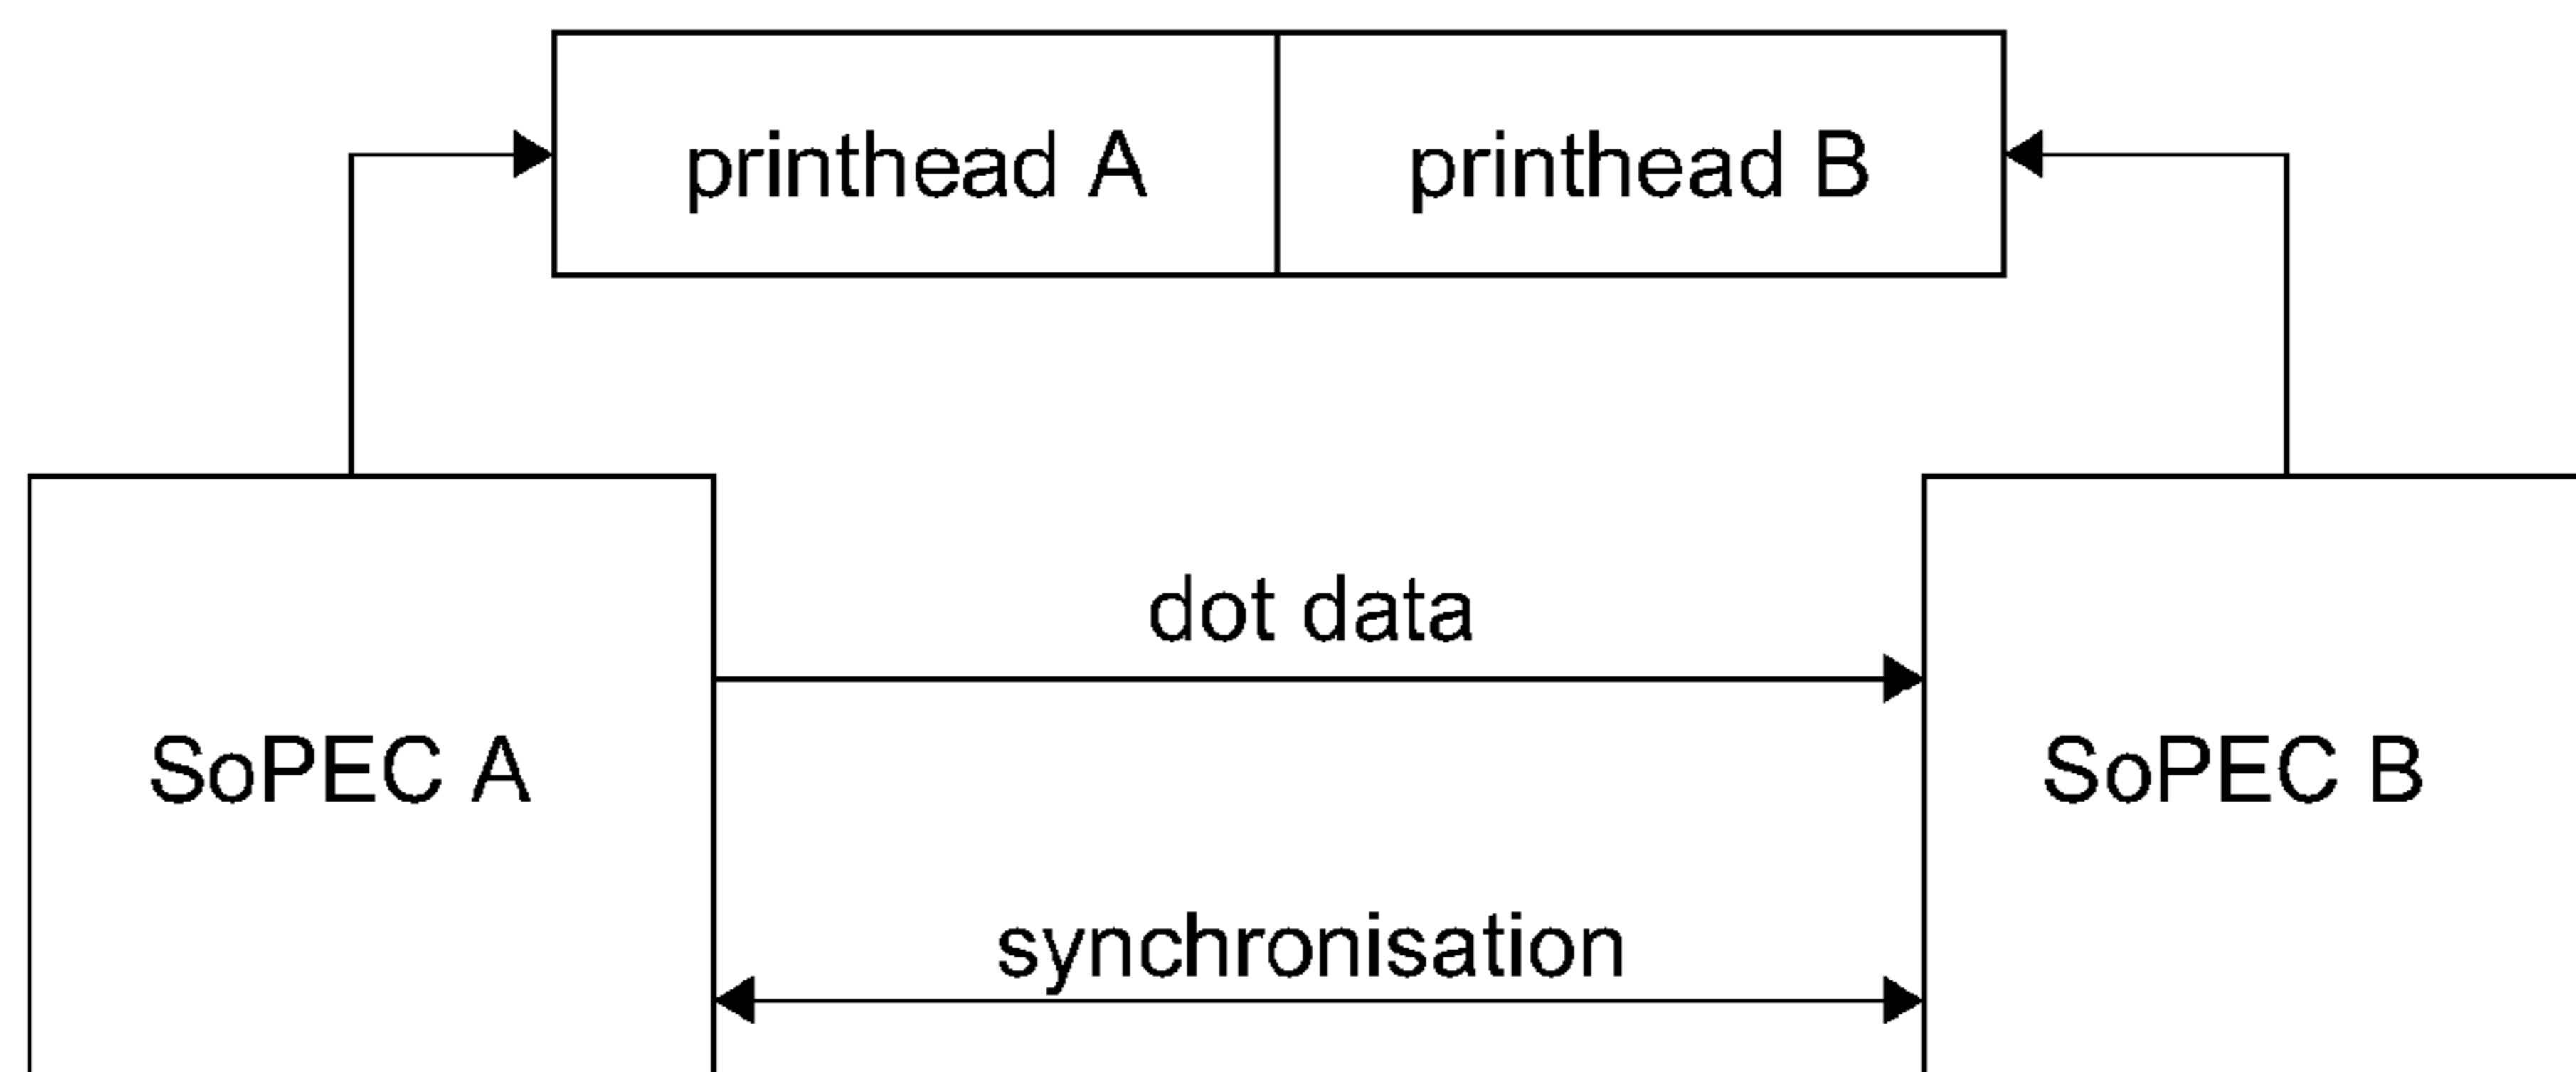 printhead A
printhead B
dot data
SoPEC A
SoPEC B
synchronisation